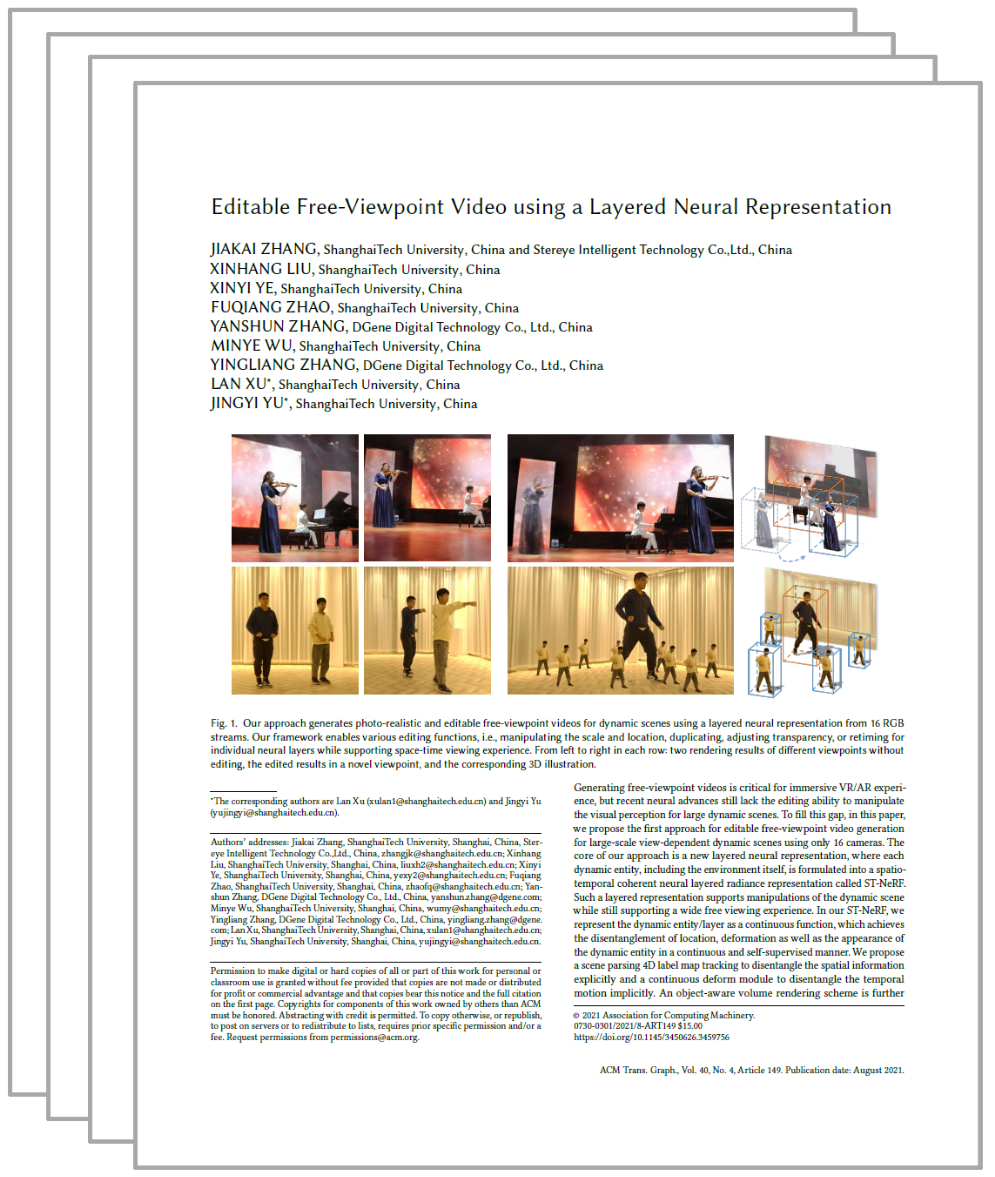 Editable Free-Viewpoint Video using a Layered Neural Representation
JIAKAI ZHANG, ShanghaiTech University, China and Stereye Intelligent Technology Co.,Ltd., China
XINHANG LIU, ShanghaiTech University, China
XINYI YE, ShanghaiTech University, China
FUQIANG ZHAO, ShanghaiTech University, China
YANSHUN ZHANG, DGene Digital Technology Co., Ltd., China
MINYE WU, ShanghaiTech University, China
YINGLIANG ZHANG, DGene Digital Technology Co., Ltd., China
LAN XU*, ShanghaiTech University, China
JINGYI YU*, ShanghaiTech University, China
Fig. 1. Our approach generates photo-realistic and editable free-viewpoint videos for dynamic scenes using a layered neural representation from 16 RGB
streams. Our framework enables various editing functions, i.e., manipulating the scale and location, duplicating, adjusting transparency, or retiming for
individual neural layers while supporting space-time viewing experience. From left to right in each row: two rendering results of different viewpoints without
editing, the edited results in a novel viewpoint, and the corresponding 3D illustration.
*The corresponding authors are Lan Xu (xulan1@shanghaitech.edu.cn) and Jingyi Yu
(yujingyi@shanghaitech.edu.cn).
Authors' addresses: Jiakai Zhang, ShanghaiTech University, Shanghai, China, Ster-
eye Intelligent Technology Co.,Ltd., China, zhangjk@shanghaitech.edu.cn; Xinhang
Liu, ShanghaiTech University, Shanghai, China, liuxh2@shanghaitech.edu.cn; Xinyi
Ye, ShanghaiTech University, Shanghai, China, yexy2@shanghaitech.edu.cn; Fuqiang
Zhao, ShanghaiTech University, Shanghai, China, zhaofq@shanghaitech.edu.cn; Yan-
shun Zhang, DGene Digital Technology Co., Ltd., China, yanshun.zhang@dgene.com;
Minye Wu, ShanghaiTech University, Shanghai, China, wumy@shanghaitech.edu.cn;
Yingliang Zhang, DGene Digital Technology Co., Ltd., China, yingliang.zhang@dgene.
com; Lan Xu, ShanghaiTech University, Shanghai, China, xulan1@shanghaitech.edu.cn;
Jingyi Yu, ShanghaiTech University, Shanghai, China, yujingyi@shanghaitech.edu.cn.
Permission to make digital or hard copies of all or part of this work for personal or
classroom use is granted without fee provided that copies are not made or distributed
for profit or commercial advantage and that copies bear this notice and the full citation
on the first page. Copyrights for components of this work owned by others than ACM
must be honored. Abstracting with credit is permitted. To copy otherwise, or republish,
to post on servers or to redistribute to lists, requires prior specific permission and/or a
fee. Request permissions from permissions@acm.org.
Generating free-viewpoint videos is critical for immersive VR/AR experi-
ence, but recent neural advances still lack the editing ability to manipulate
the visual perception for large dynamic scenes. To fill this gap, in this paper,
we propose the first approach for editable free-viewpoint video generation
for large-scale view-dependent dynamic scenes using only 16 cameras. The
core of our approach is a new layered neural representation, where each
dynamic entity, including the environment itself, is formulated into a spatio-
temporal coherent neural layered radiance representation called ST-NeRF.
Such a layered representation supports manipulations of the dynamic scene
while still supporting a wide free viewing experience. In our ST-NeRF, we
represent the dynamic entity/layer as a continuous function, which achieves
the disentanglement of location, deformation as well as the appearance of
the dynamic entity in a continuous and self-supervised manner. We propose
a scene parsing 4D label map tracking to disentangle the spatial information
explicitly and a continuous deform module to disentangle the temporal
motion implicitly. An object-aware volume rendering scheme is further
© 2021 Association for Computing Machinery.
0730-0301/2021/8-ART149 $15.00
https://doi.org/10.1145/3450626.3459756
ACM Trans. Graph., Vol. 40, No. 4, Article 149. Publication date: August 2021.